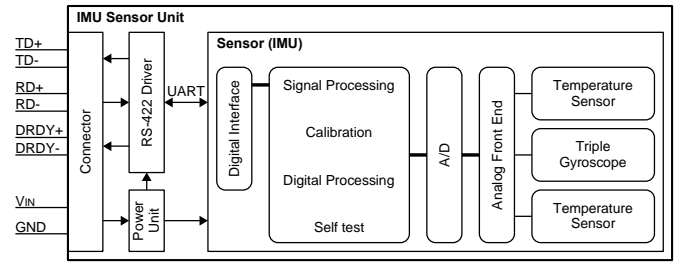 IMU Sensor Unit
TD+
TD-
RD+
RD-
DRDY+
DRDY-
VIN
GND
Connector
RS-422 Driver
Power
Unit
UART
Sensor (IMU)
Digital Interface
Signal Processing
Calibration
Digital Processing
Self test
A/D
Analog Front End
Temperature
Sensor
Triple
Gyroscope
Temperature
Sensor